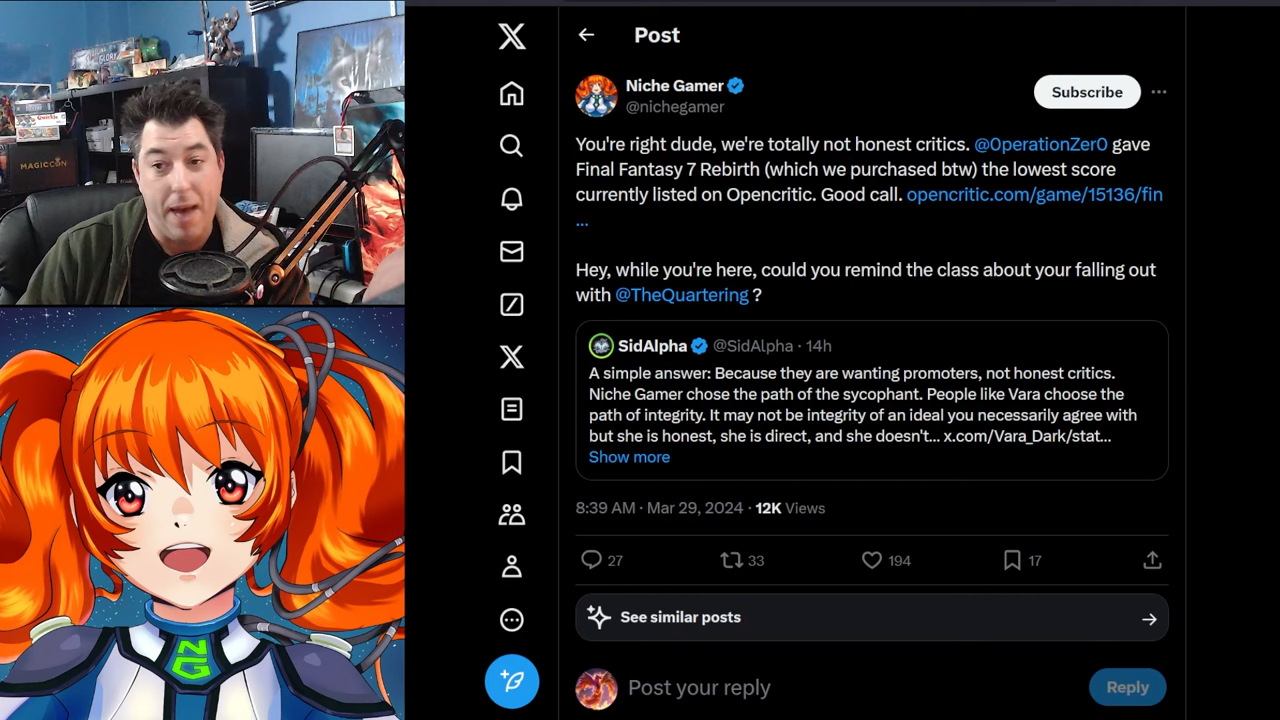 GLORY
Qwirkle
MAGICCON
NG
Post
Niche Gamer
@nichegamer
Subscribe
You're right dude, we're totally not honest critics. @0perationZer0 gave
Final Fantasy 7 Rebirth (which we purchased btw) the lowest score
currently listed on Opencritic. Good call. opencritic.com/game/15136/fin
...
Hey, while you're here, could you remind the class about your falling out
with @TheQuartering ?
SidAlpha @SidAlpha · 14h
A simple answer: Because they are wanting promoters, not honest critics.
Niche Gamer chose the path of the sycophant. People like Vara choose the
path of integrity. It may not be integrity of an ideal you necessarily agree with
but she is honest, she is direct, and she doesn't... x.com/Vara_Dark/stat...
Show more
8:39 AM · Mar 29, 2024 · 12K Views
27 33 194 17
See similar posts
Post your reply
Reply